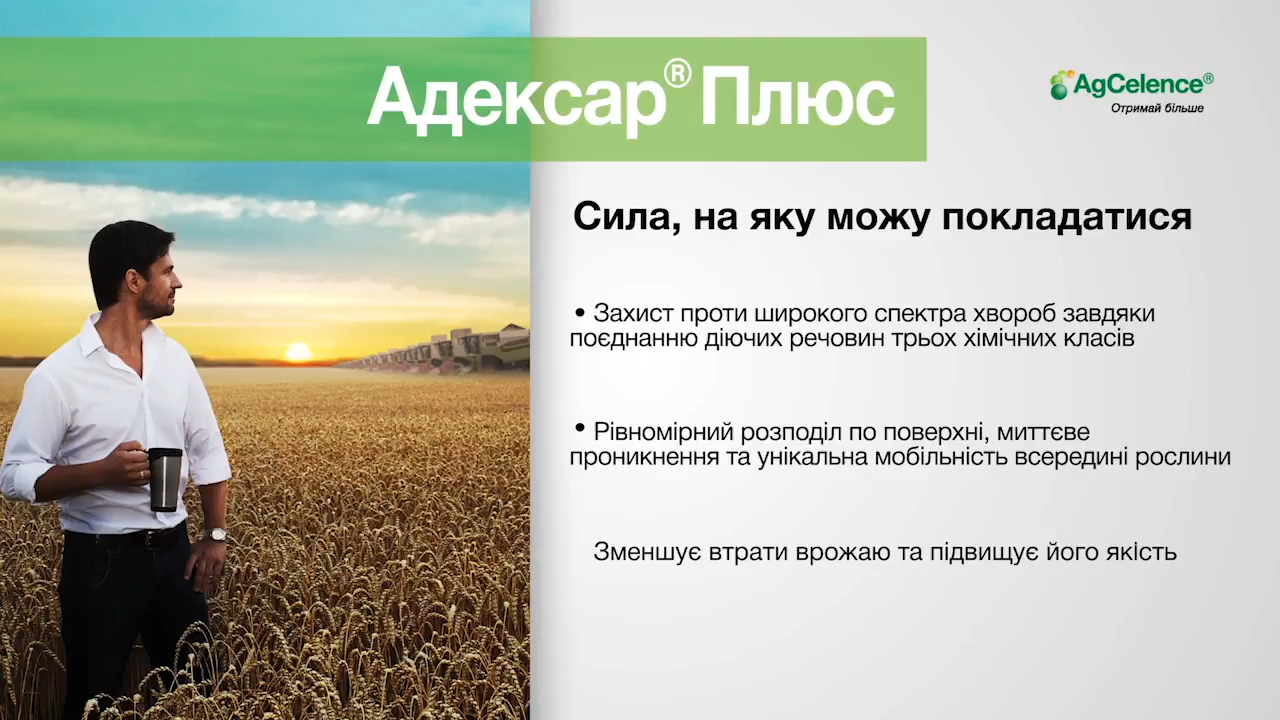 Адексар® Плюс
AgCelence®
Отримай більше
Сила, на яку можу покладатися
• Захист проти широкого спектра хвороб завдяки
поєднанню діючих речовин трьох хімічних класів
• Рівномірний розподіл по поверхні, миттєве
проникнення та унікальна мобільність всередині рослини
Зменшує втрати врожаю та підвищує його якість